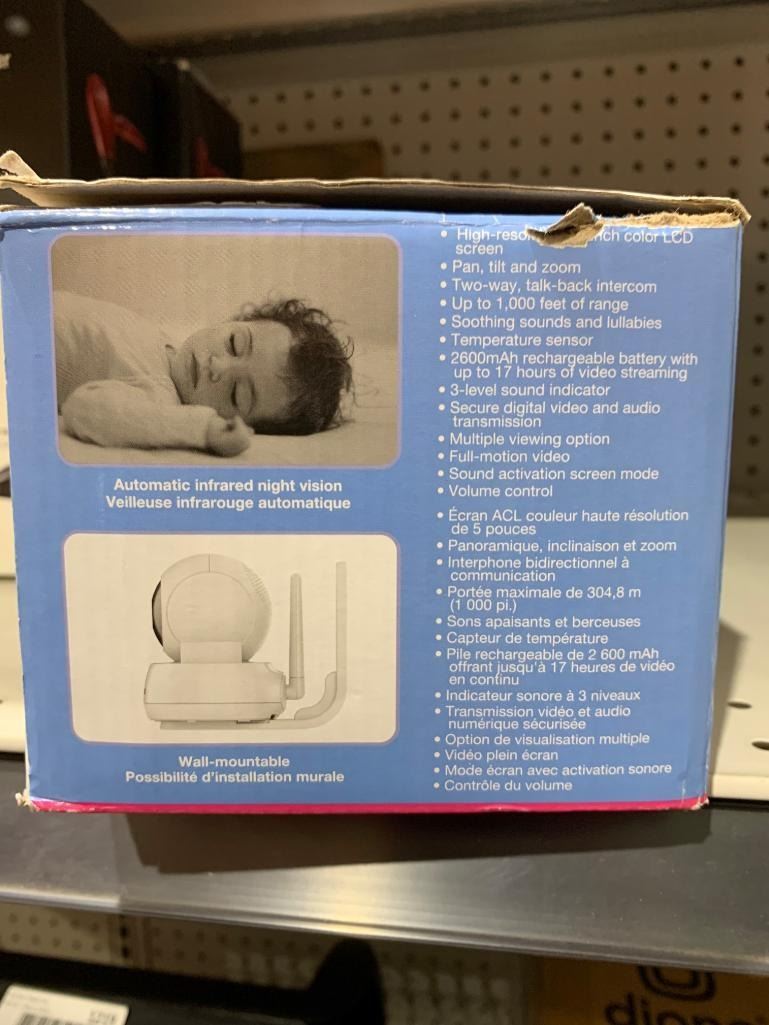 Automatic infrared night vision
Veilleuse infrarouge automatique
Wall-mountable
Possibilité d'installation murale
• High-reso nch color LCD
screen
• Pan, tilt and zoom
• Two-way, talk-back intercom
• Up to 1,000 feet of range
• Soothing sounds and lullabies
• Temperature sensor
• 2600mAh rechargeable battery with
up to 17 hours of video streaming
• 3-level sound indicator
• Secure digital video and audio
transmission
• Multiple viewing option
• Full-motion video
• Sound activation screen mode
• Volume control
• Écran ACL couleur haute résolution
de 5 pouces
• Panoramique, inclinaison et zoom
• Interphone bidirectionnel à
communication
• Portée maximale de 304,8 m
(1 000 pi.)
• Sons apaisants et berceuses
• Capteur de température
• Pile rechargeable de 2 600 mAh
offrant jusqu'à 17 heures de vidéo
en continu
• Indicateur sonore à 3 niveaux
• Transmission vidéo et audio
numérique sécurisée
• Option de visualisation multiple
• Vidéo plein écran
• Mode écran avec activation sonore
• Contrôle du volume